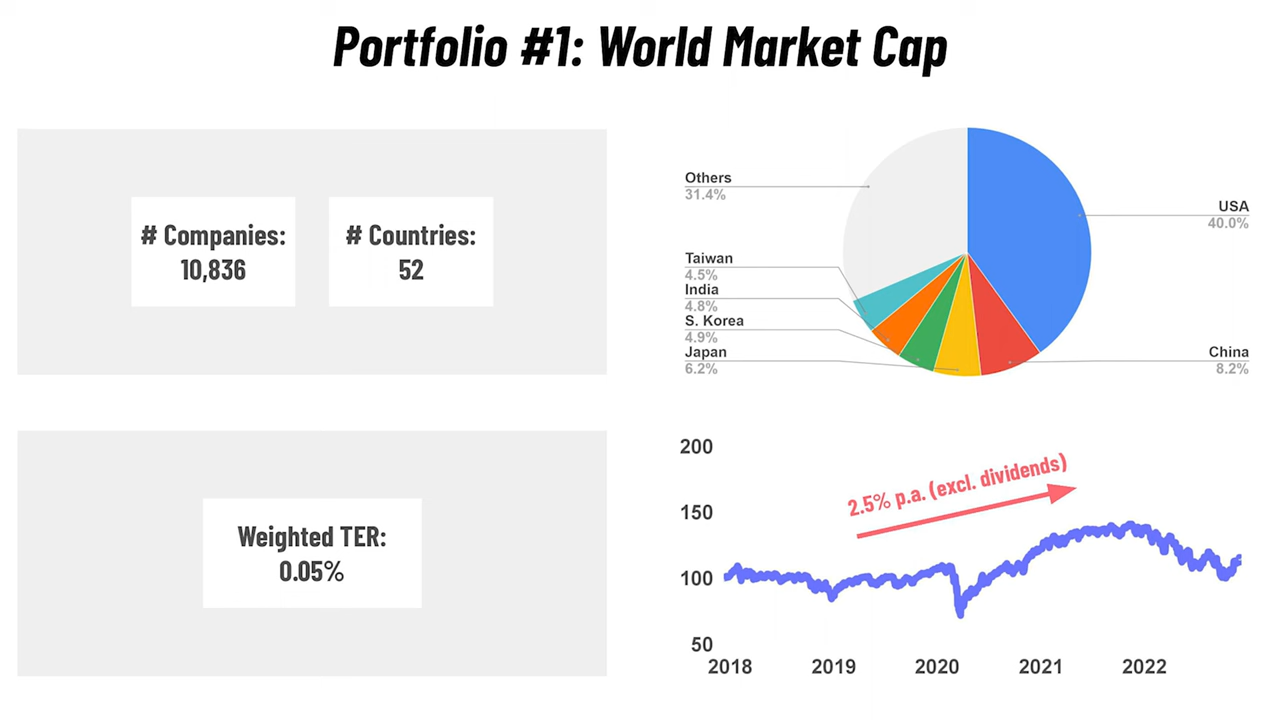 Portfolio #1: World Market Cap
# Companies:
10,836
# Countries:
52
Others
31.4%
Taiwan
4.5%
India
4.8%
S. Korea
4.9%
Japan
6.2%
USA
40.0%
China
8.2%
Weighted TER:
0.05%
200
150
100
50
2.5% p.a. (excl. dividends)
2018 2019 2020 2021 2022